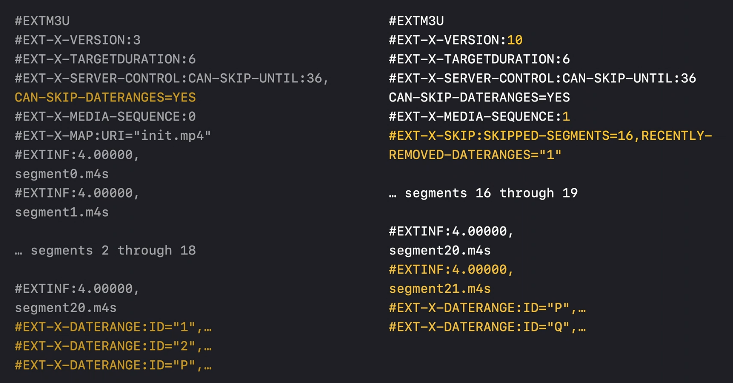 #EXTM3U
#EXT-X-VERSION:3
#EXT-X-TARGETDURATION:6
#EXT-X-SERVER-CONTROL:CAN-SKIP-UNTIL:36,
CAN-SKIP-DATERANGES=YES
#EXT-X-MEDIA-SEQUENCE:0
#EXT-X-MAP:URI="init.mp4"
#EXTINF:4.00000,
segment0.m4s
#EXTINF:4.00000,
segment1.m4s
… segments 2 through 18
#EXTINF:4.00000,
segment20.m4s
#EXT-X-DATERANGE:ID="1",…
#EXT-X-DATERANGE:ID="2",…
#EXT-X-DATERANGE:ID="P",…
#EXTM3U
#EXT-X-VERSION:10
#EXT-X-TARGETDURATION:6
#EXT-X-SERVER-CONTROL:CAN-SKIP-UNTIL:36
CAN-SKIP-DATERANGES=YES
#EXT-X-MEDIA-SEQUENCE:1
#EXT-X-SKIP:SKIPPED-SEGMENTS=16,RECENTLY-
REMOVED-DATERANGES="1"
… segments 16 through 19
#EXTINF:4.00000,
segment20.m4s
#EXTINF:4.00000,
segment21.m4s
#EXT-X-DATERANGE:ID="P",…
#EXT-X-DATERANGE:ID="Q",…